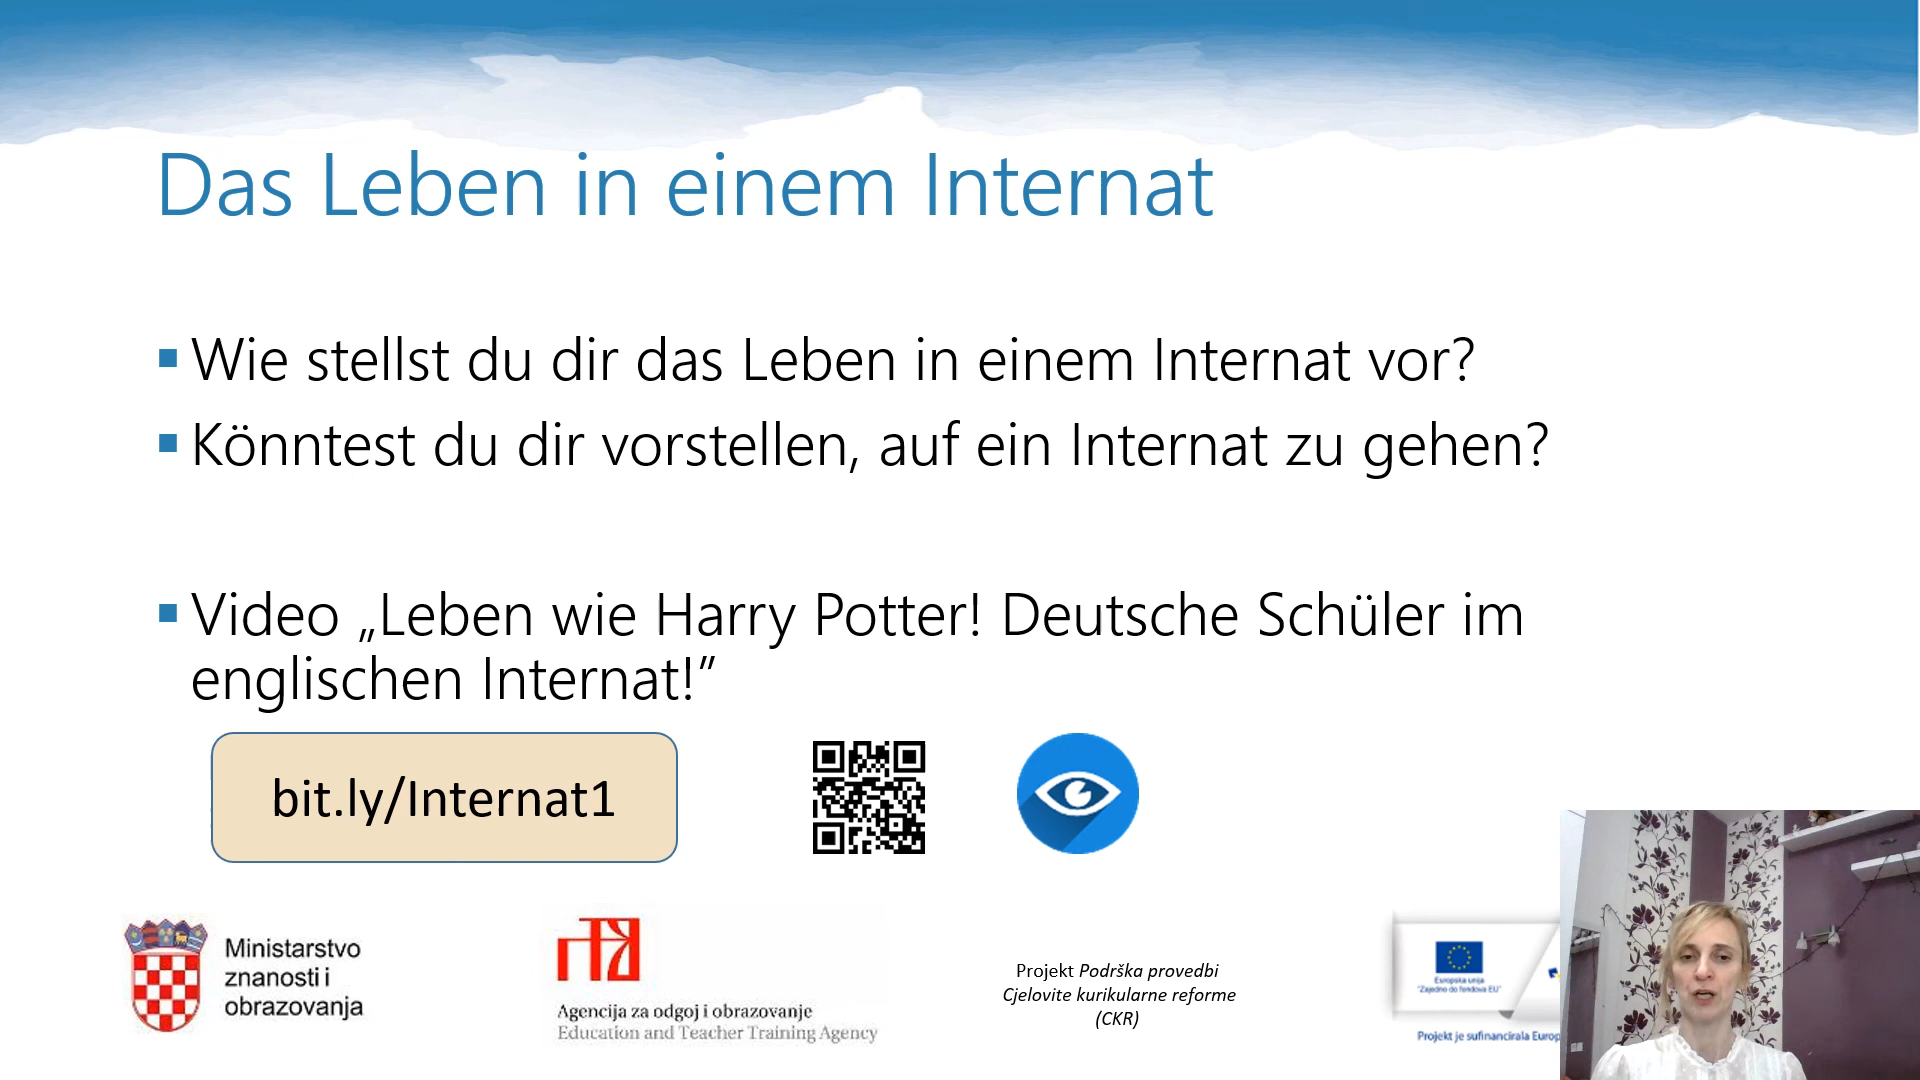 Das Leben in einem Internat
Wie stellst du dir das Leben in einem Internat vor?
Könntest du dir vorstellen, auf ein Internat zu gehen?
Video „Leben wie Harry Potter! Deutsche Schüler im
englischen Internat!”
bit.ly/Internat1
Ministarstvo
znanosti i
obrazovanja
Agencija za odgoj i obrazovanje
Education and Teacher Training Agency
Projekt Podrška provedbi
Cjelovite kurikularne reforme
(CKR)
Europska unija
"Zajedno do fondova EU"
Projekt je sufinancirala Europ